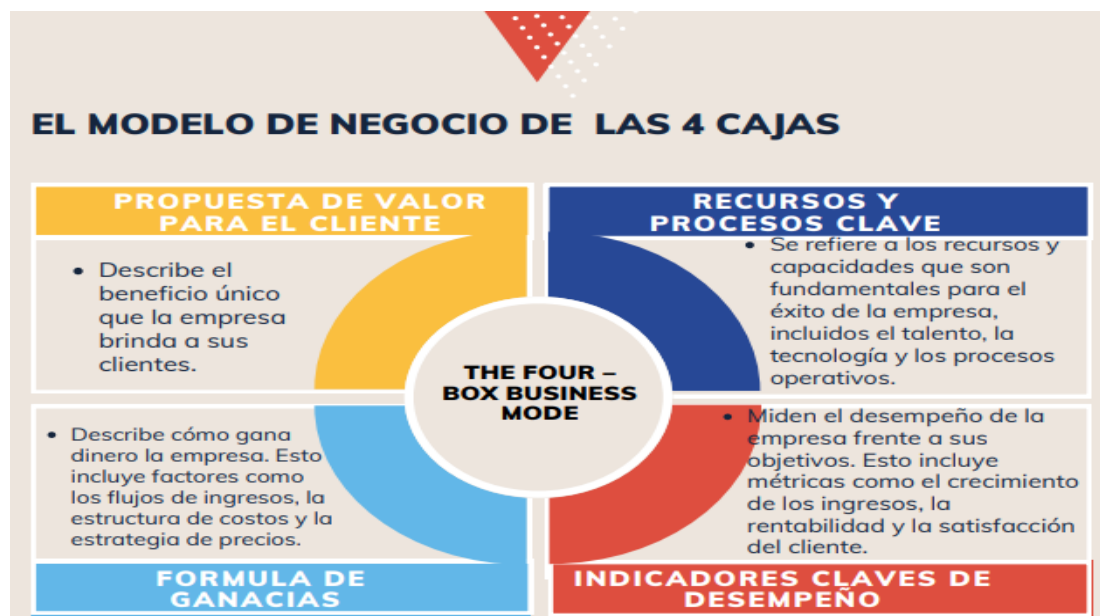 EL MODELO DE NEGOCIO DE LAS 4 CAJAS
PROPUESTA DE VALOR
PARA EL CLIENTE
• Describe el
beneficio único
que la empresa
brinda a sus
clientes.
RECURSOS Y
PROCESOS CLAVE
• Se refiere a los recursos y
capacidades que son
fundamentales para el
éxito de la empresa,
incluidos el talento, la
tecnología y los procesos
operativos.
THE FOUR –
BOX BUSINESS
MODE
• Describe cómo gana
dinero la empresa. Esto
incluye factores como
los flujos de ingresos, la
estructura de costos y la
estrategia de precios.
FORMULA DE
GANACIAS
• Miden el desempeño de la
empresa frente a sus
objetivos. Esto incluye
métricas como el crecimiento
de los ingresos, la
rentabilidad y la satisfacción
del cliente.
INDICADORES CLAVES DE
DESEMPEÑO